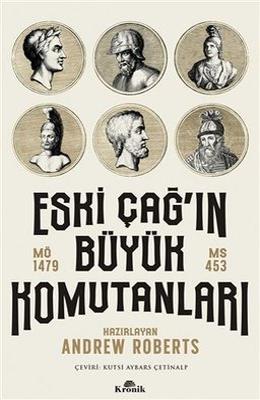 ESKİ ÇAĞ'IN
MÖ
1479
BÜYÜK
MS
453
KOMUTANLARI
HAZIRLAYAN
ANDREW ROBERTS
ÇEVİRİ: KUTSİ AYBARS ÇETİNALP
Kronik